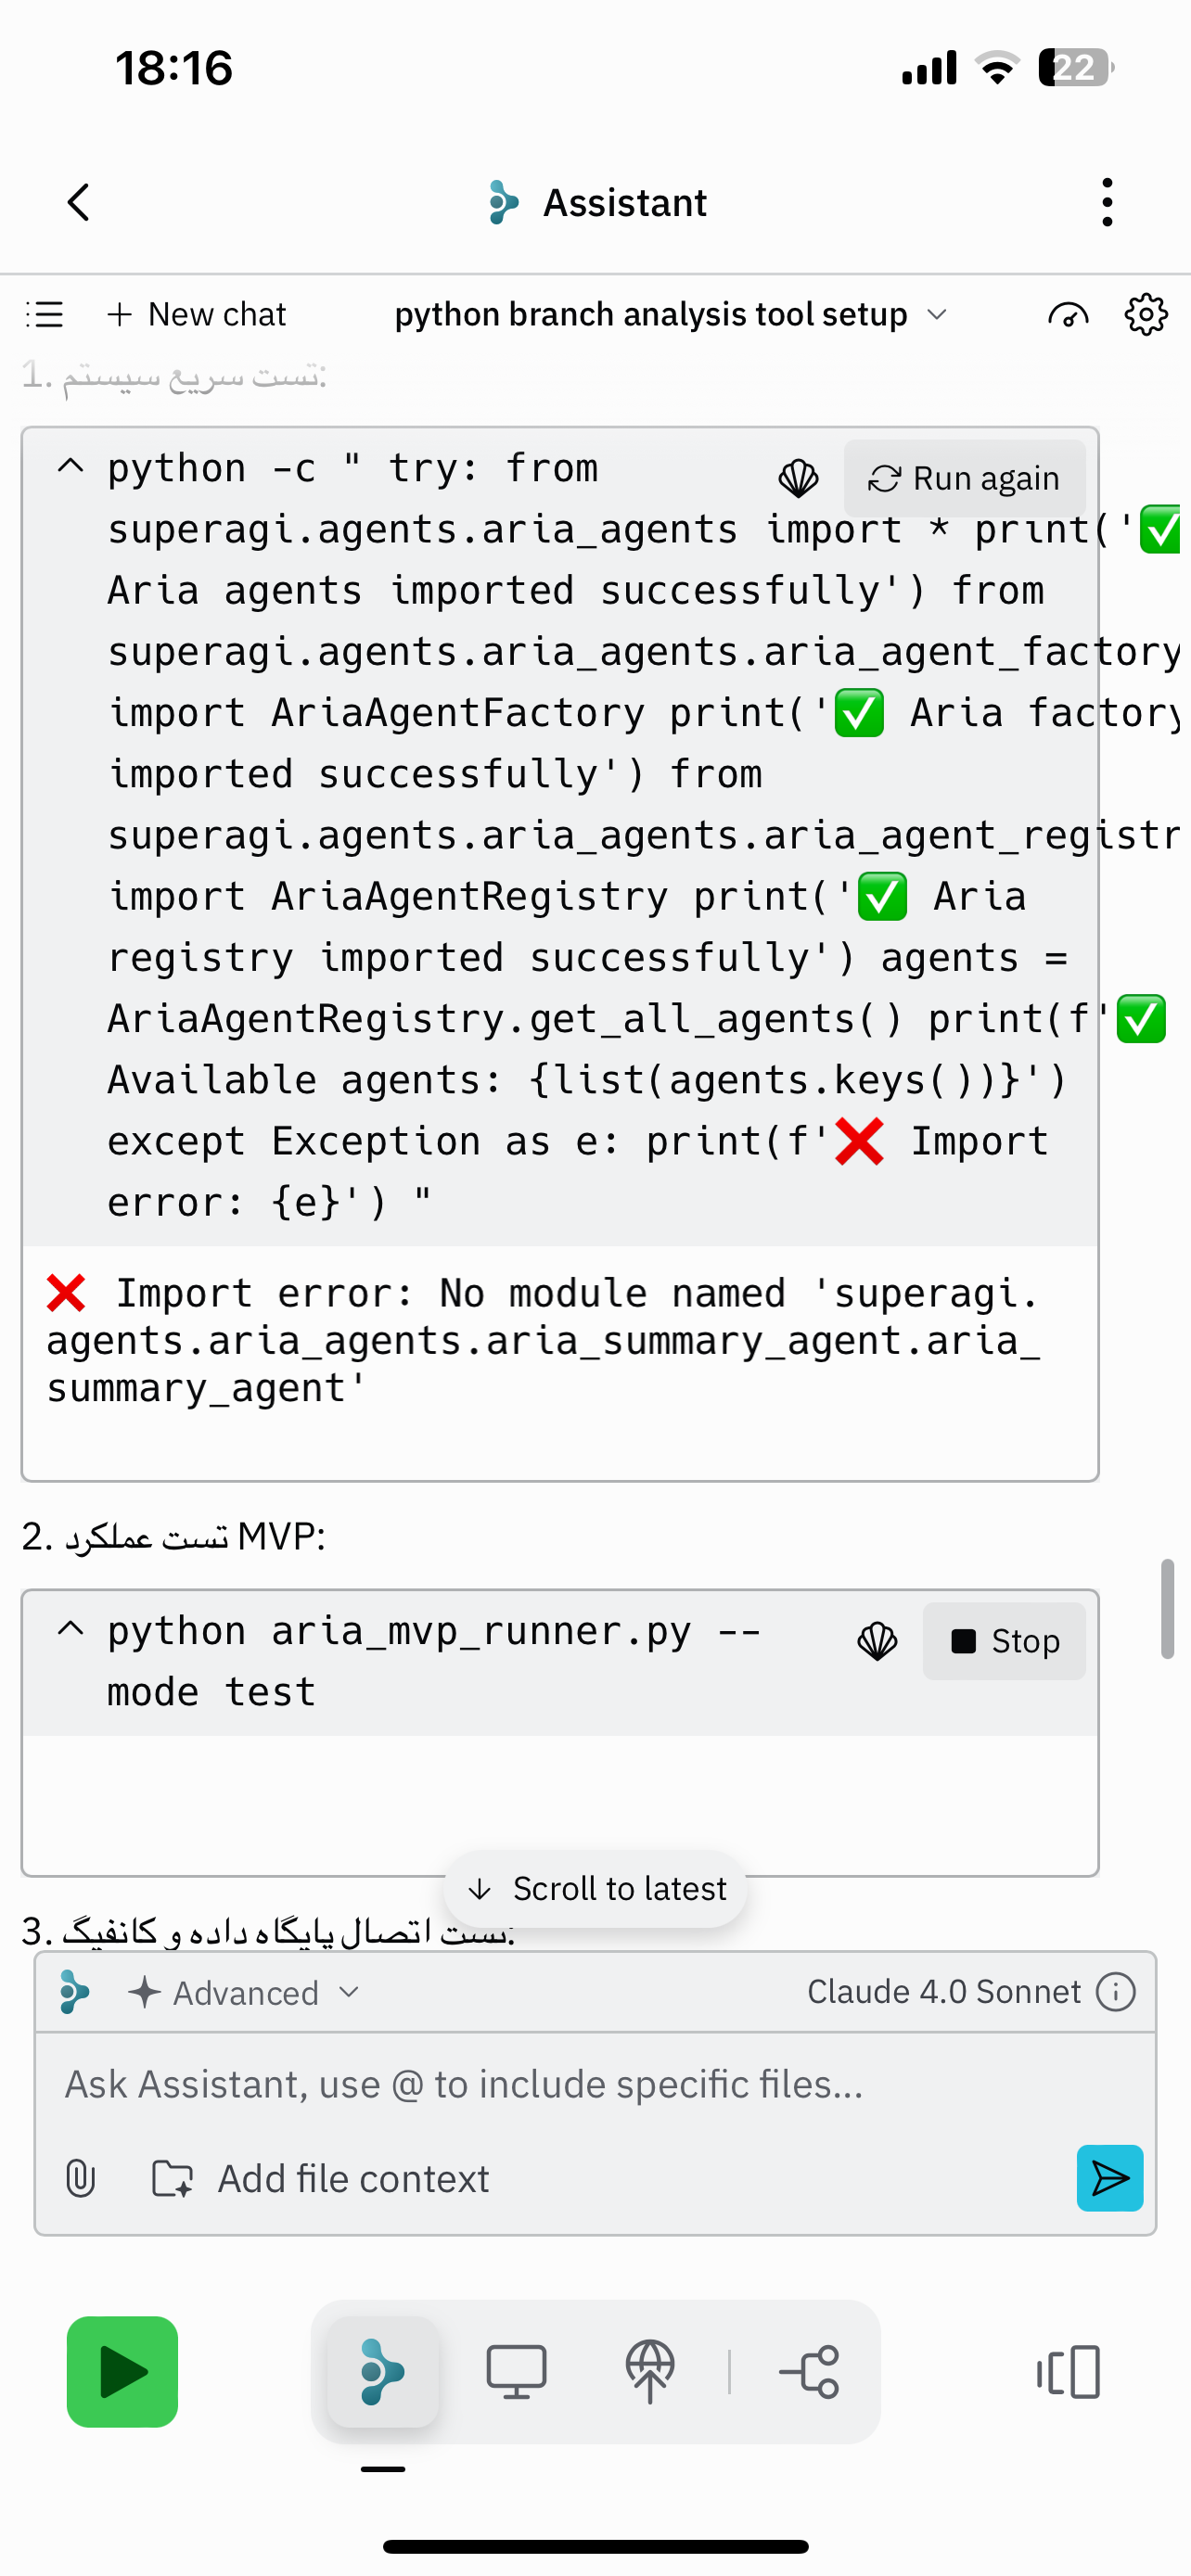 18:16
22
Assistant
New chat
python branch analysis tool setup
1. تست سریع سیستم:
python -c " try: from
Run again
superagi.agents.aria_agents import * print('✅
Aria agents imported successfully') from
superagi.agents.aria_agents.aria_agent_factory
import AriaAgentFactory print('✅ Aria factory
imported successfully') from
superagi.agents.aria_agents.aria_agent_registr
import AriaAgentRegistry print('✅ Aria
registry imported successfully') agents =
AriaAgentRegistry.get_all_agents() print(f'✅
Available agents: {list(agents.keys())}')
except Exception as e: print(f'❌ Import
error: {e}') "
❌ Import error: No module named 'superagi.
agents.aria_agents.aria_summary_agent.aria_
summary_agent'
2. تست عملکرد MVP:
python aria_mvp_runner.py --
Stop
mode test
Scroll to latest
3. تست اتصال پایگاه داده و کانفیگ:
Advanced
Claude 4.0 Sonnet
Ask Assistant, use @ to include specific files...
Add file context